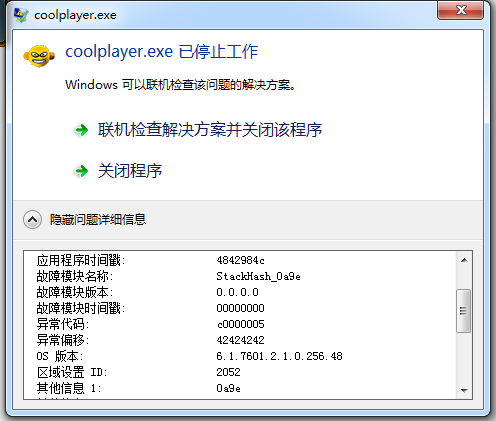 coolplayer.exe
coolplayer.exe 已停止工作
Windows 可以联机检查该问题的解决方案。
联机检查解决方案并关闭该程序
关闭程序
隐藏问题详细信息
应用程序时间戳: 4842984c
故障模块名称: StackHash_0a9e
故障模块版本: 0.0.0.0
故障模块时间戳: 00000000
异常代码: c0000005
异常偏移: 42424242
OS 版本: 6.1.7601.2.1.0.256.48
区域设置 ID: 2052
其他信息 1: 0a9e